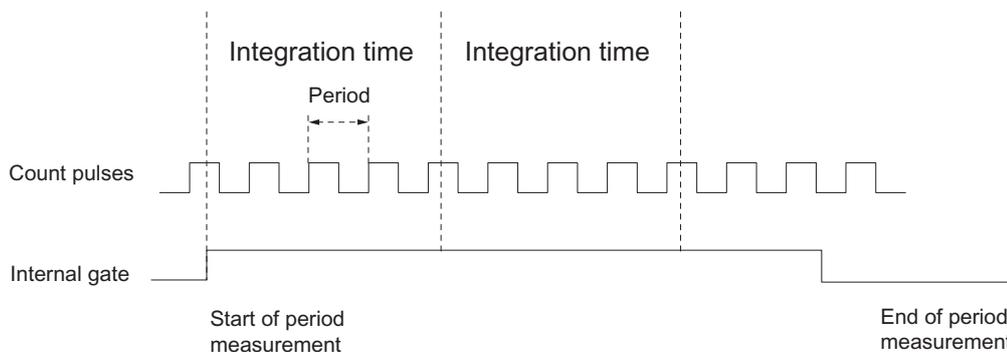 Integration time
Integration time
Period
Count pulses
Internal gate
Start of period
measurement
End of period
measurement